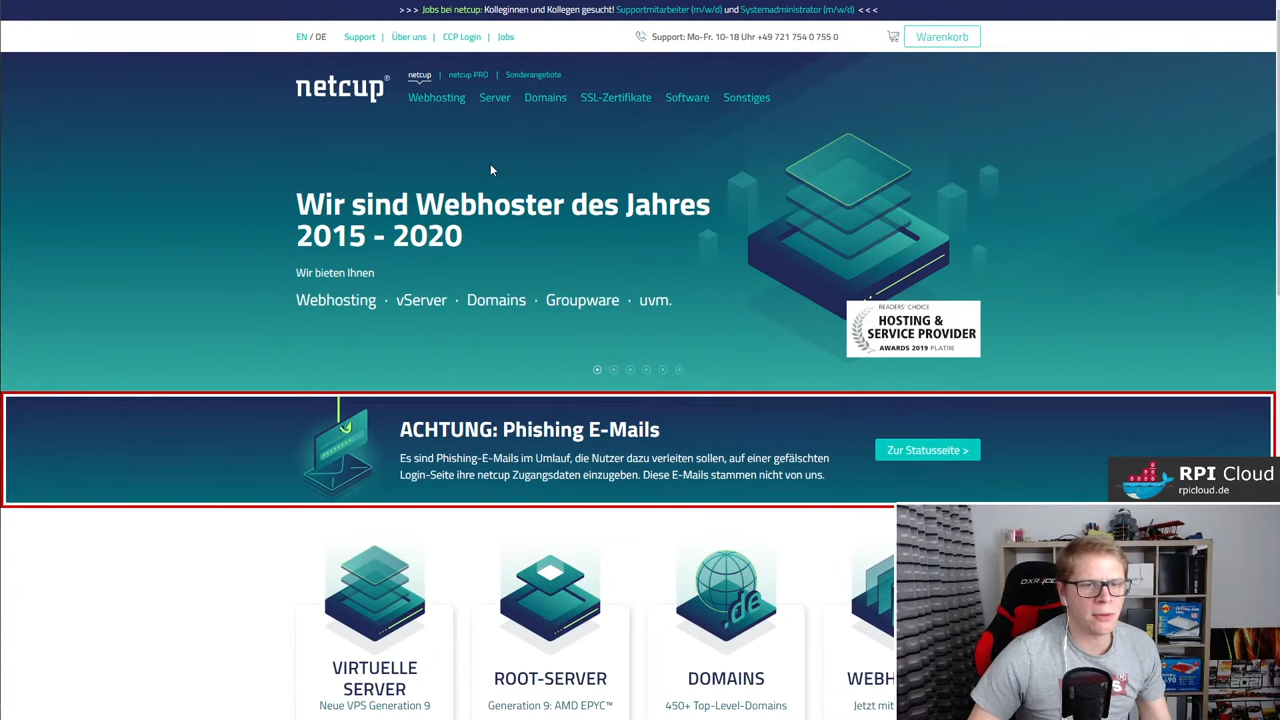 > > > Jobs bei netcup: Kolleginnen und Kollegen gesucht! Supportmitarbeiter (m/w/d) und Systemadministrator (m/w/d) < < <
EN / DE Support | Über uns | CCP Login | Jobs Support: Mo-Fr. 10-18 Uhr +49 721 754 0 755 0 Warenkorb
netcup®
netcup | netcup PRO | Sonderangebote
Webhosting Server Domains SSL-Zertifikate Software Sonstiges
Wir sind Webhoster des Jahres
2015 - 2020
Wir bieten Ihnen
Webhosting · vServer · Domains · Groupware · uvm.
READERS' CHOICE
HOSTING &
SERVICE PROVIDER
AWARDS 2019 PLATIN
ACHTUNG: Phishing E-Mails
Es sind Phishing-E-Mails im Umlauf, die Nutzer dazu verleiten sollen, auf einer gefälschten
Login-Seite ihre netcup Zugangsdaten einzugeben. Diese E-Mails stammen nicht von uns.
Zur Statusseite >
RPI Cloud
rpicloud.de
.de
VIRTUELLE
SERVER
Neue VPS Generation 9
ROOT-SERVER
Generation 9: AMD EPYC™
DOMAINS
450+ Top-Level-Domains
WEBH
Jetzt mit